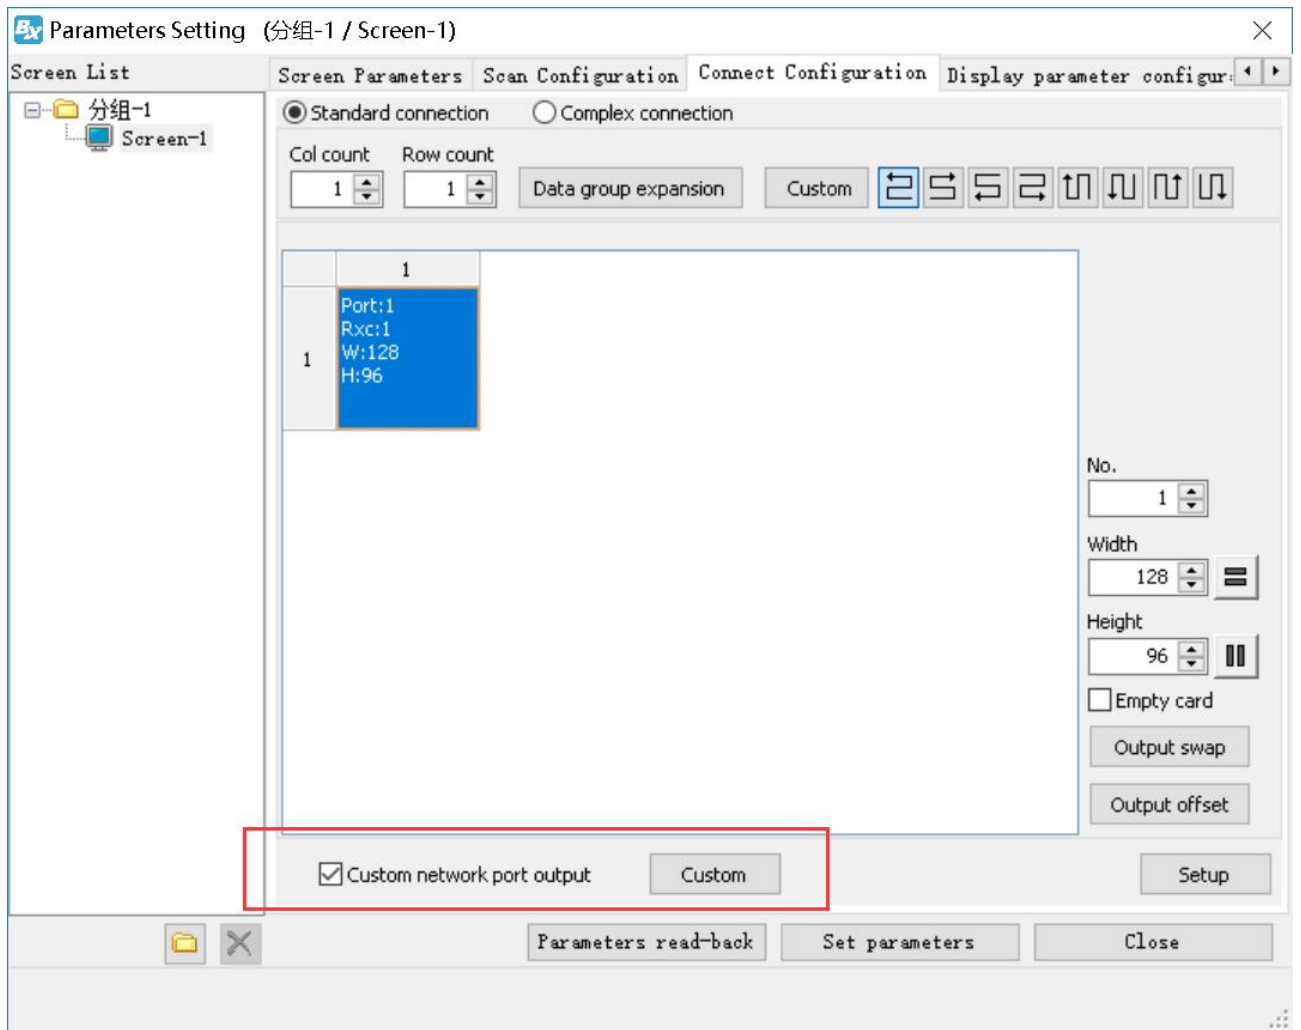 BX Parameters Setting (分组-1 / Screen-1)
Screen List
Screen Parameters Scan Configuration Connect Configuration Display parameter configur
分组-1
Screen-1
Standard connection Complex connection
Col count Row count
1 1 Data group expansion Custom
1
1
Port:1
Rxc:1
W:128
H:96
No.
1
Width
128
Height
96
Empty card
Output swap
Output offset
Custom network port output Custom Setup
Parameters read-back Set parameters Close